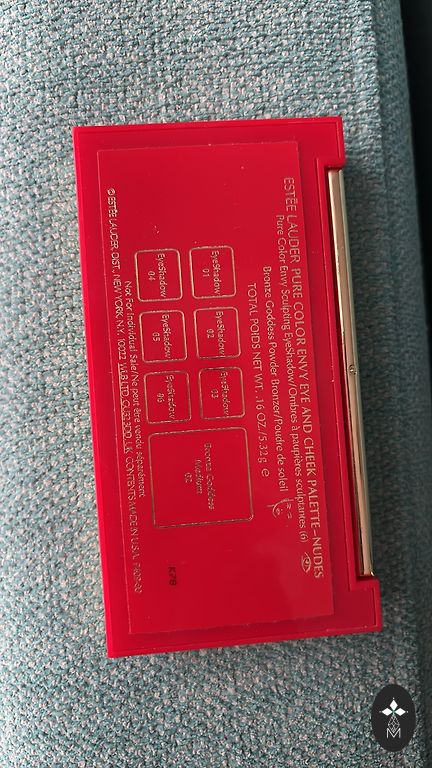 ESTĒE LAUDER PURE COLOR ENVY EYE AND CHEEK PALETTE–NUDES
Pure Color Envy Sculpting EyeShadow/Ombres à paupières sculptantes (6)
Bronze Goddess Powder Bronzer/Poudre de soleil
TOTAL POIDS NET WT. .16 OZ./5.32g e
EyeShadow
01
EyeShadow
02
EyeShadow
03
EyeShadow
04
EyeShadow
05
EyeShadow
06
Bronze Goddess
Medium
02
Not For Individual Sale/Ne peut être vendu séparément.
© ESTĒE LAUDER, DIST., NEW YORK, N.Y. 10022 CONTENTS MADE IN U.S.A.
K78
M